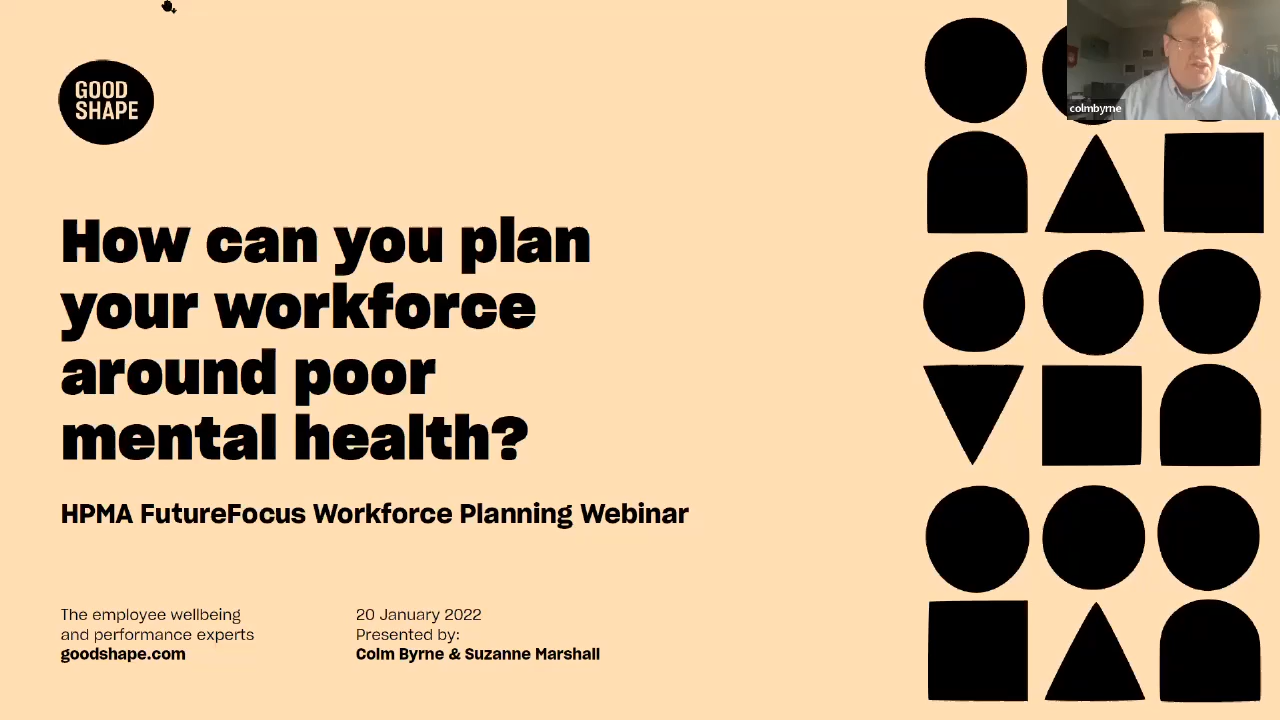 GOOD
SHAPE
colmbyrne
How can you plan
your workforce
around poor
mental health?
HPMA FutureFocus Workforce Planning Webinar
The employee wellbeing
and performance experts
goodshape.com
20 January 2022
Presented by:
Colm Byrne & Suzanne Marshall